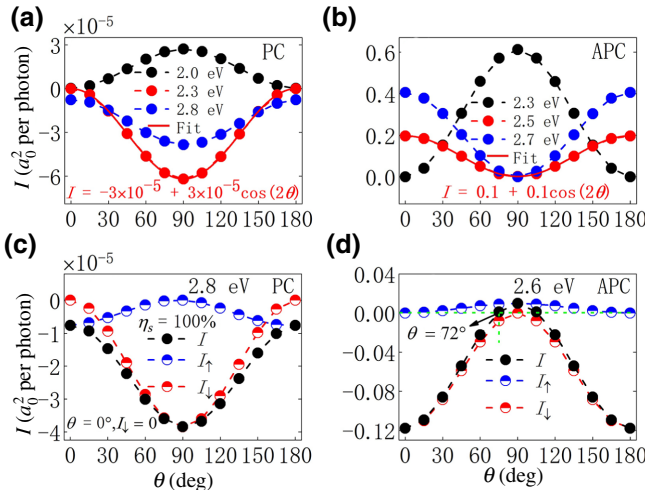 (a)
×10⁻⁵
PC
3
0
-3
-6
I (a₀² per photon)
2.0 eV
2.3 eV
2.8 eV
Fit
I = −3×10⁻⁵ + 3×10⁻⁵cos(2θ)
0 30 60 90 120 150 180
(b)
APC
0.6
0.4
0.2
0.0
2.3 eV
2.5 eV
2.7 eV
Fit
I = 0.1 + 0.1cos(2θ)
0 30 60 90 120 150 180
(c)
×10⁻⁵
2.8 eV PC
0
-1
-2
-3
-4
I (a₀² per photon)
ηs = 100%
I
I↑
I↓
θ = 0°, I↓ = 0
0 30 60 90 120 150 180
θ (deg)
(d)
2.6 eV APC
0.04
0.00
-0.04
-0.08
-0.12
θ = 72°
I
I↑
I↓
0 30 60 90 120 150 180
θ (deg)